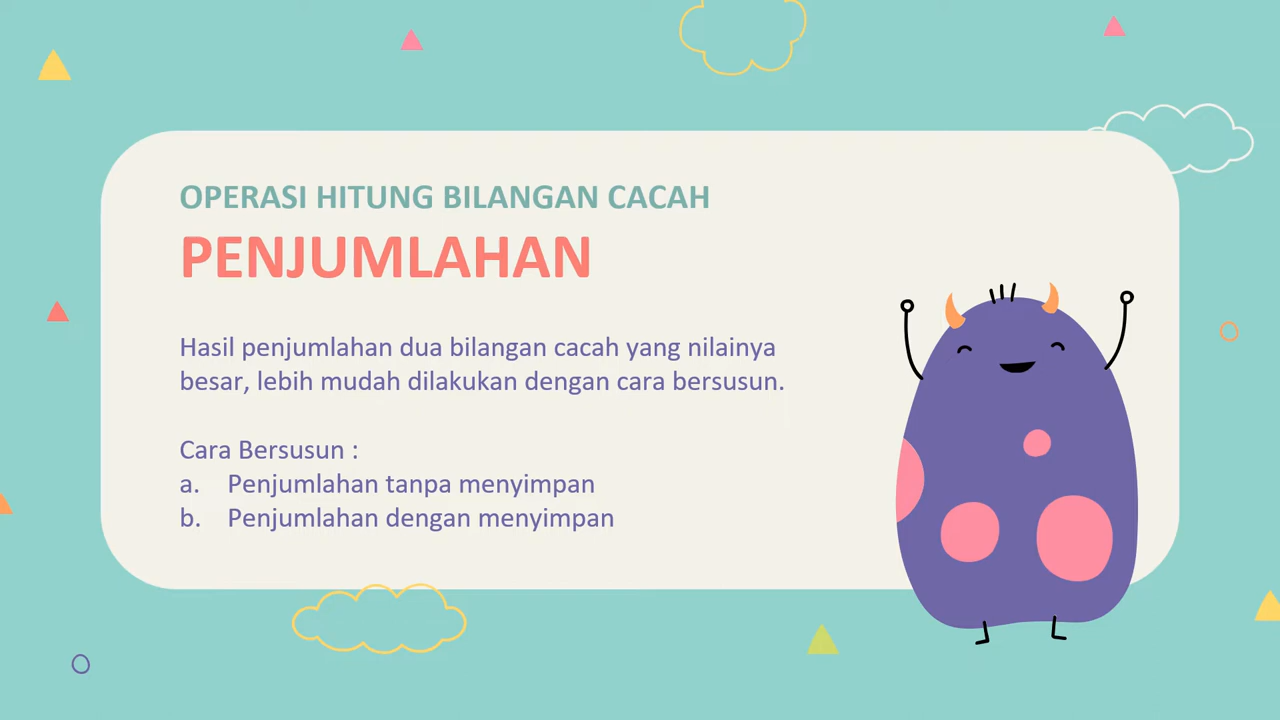 OPERASI HITUNG BILANGAN CACAH
PENJUMLAHAN
Hasil penjumlahan dua bilangan cacah yang nilainya
besar, lebih mudah dilakukan dengan cara bersusun.
Cara Bersusun :
a. Penjumlahan tanpa menyimpan
b. Penjumlahan dengan menyimpan